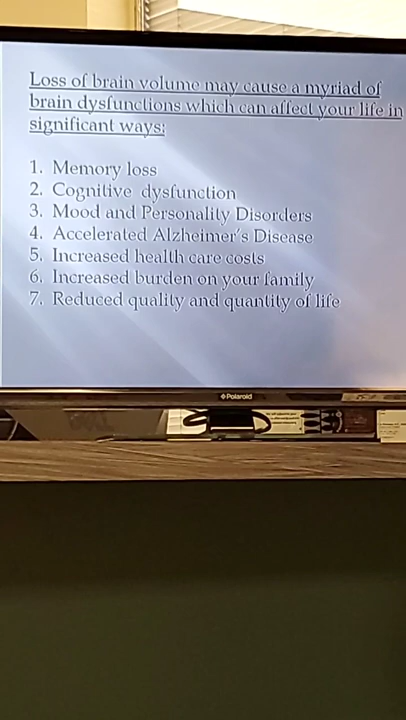 Loss of brain volume may cause a myriad of
brain dysfunctions which can affect your life in
significant ways:
1. Memory loss
2. Cognitive dysfunction
3. Mood and Personality Disorders
4. Accelerated Alzheimer's Disease
5. Increased health care costs
6. Increased burden on your family
7. Reduced quality and quantity of life
Polaroid